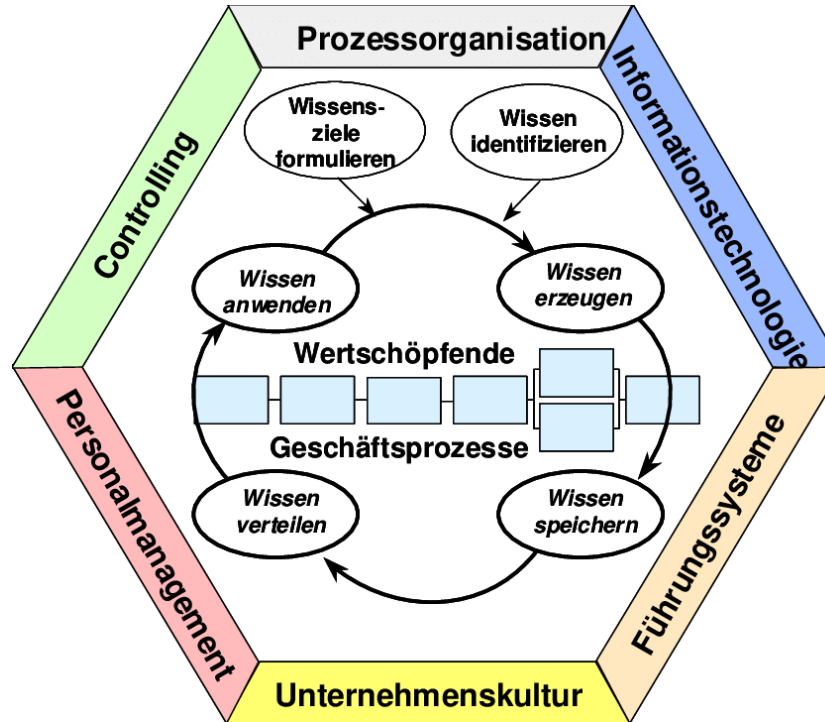 Prozessorganisation
Controlling
Informationstechnologie
Wissens-
ziele
formulieren
Wissen
identifizieren
Wissen
anwenden
Wissen
erzeugen
Wertschöpfende
Geschäftsprozesse
Wissen
verteilen
Wissen
speichern
Personalmanagement
Führungssysteme
Unternehmenskultur